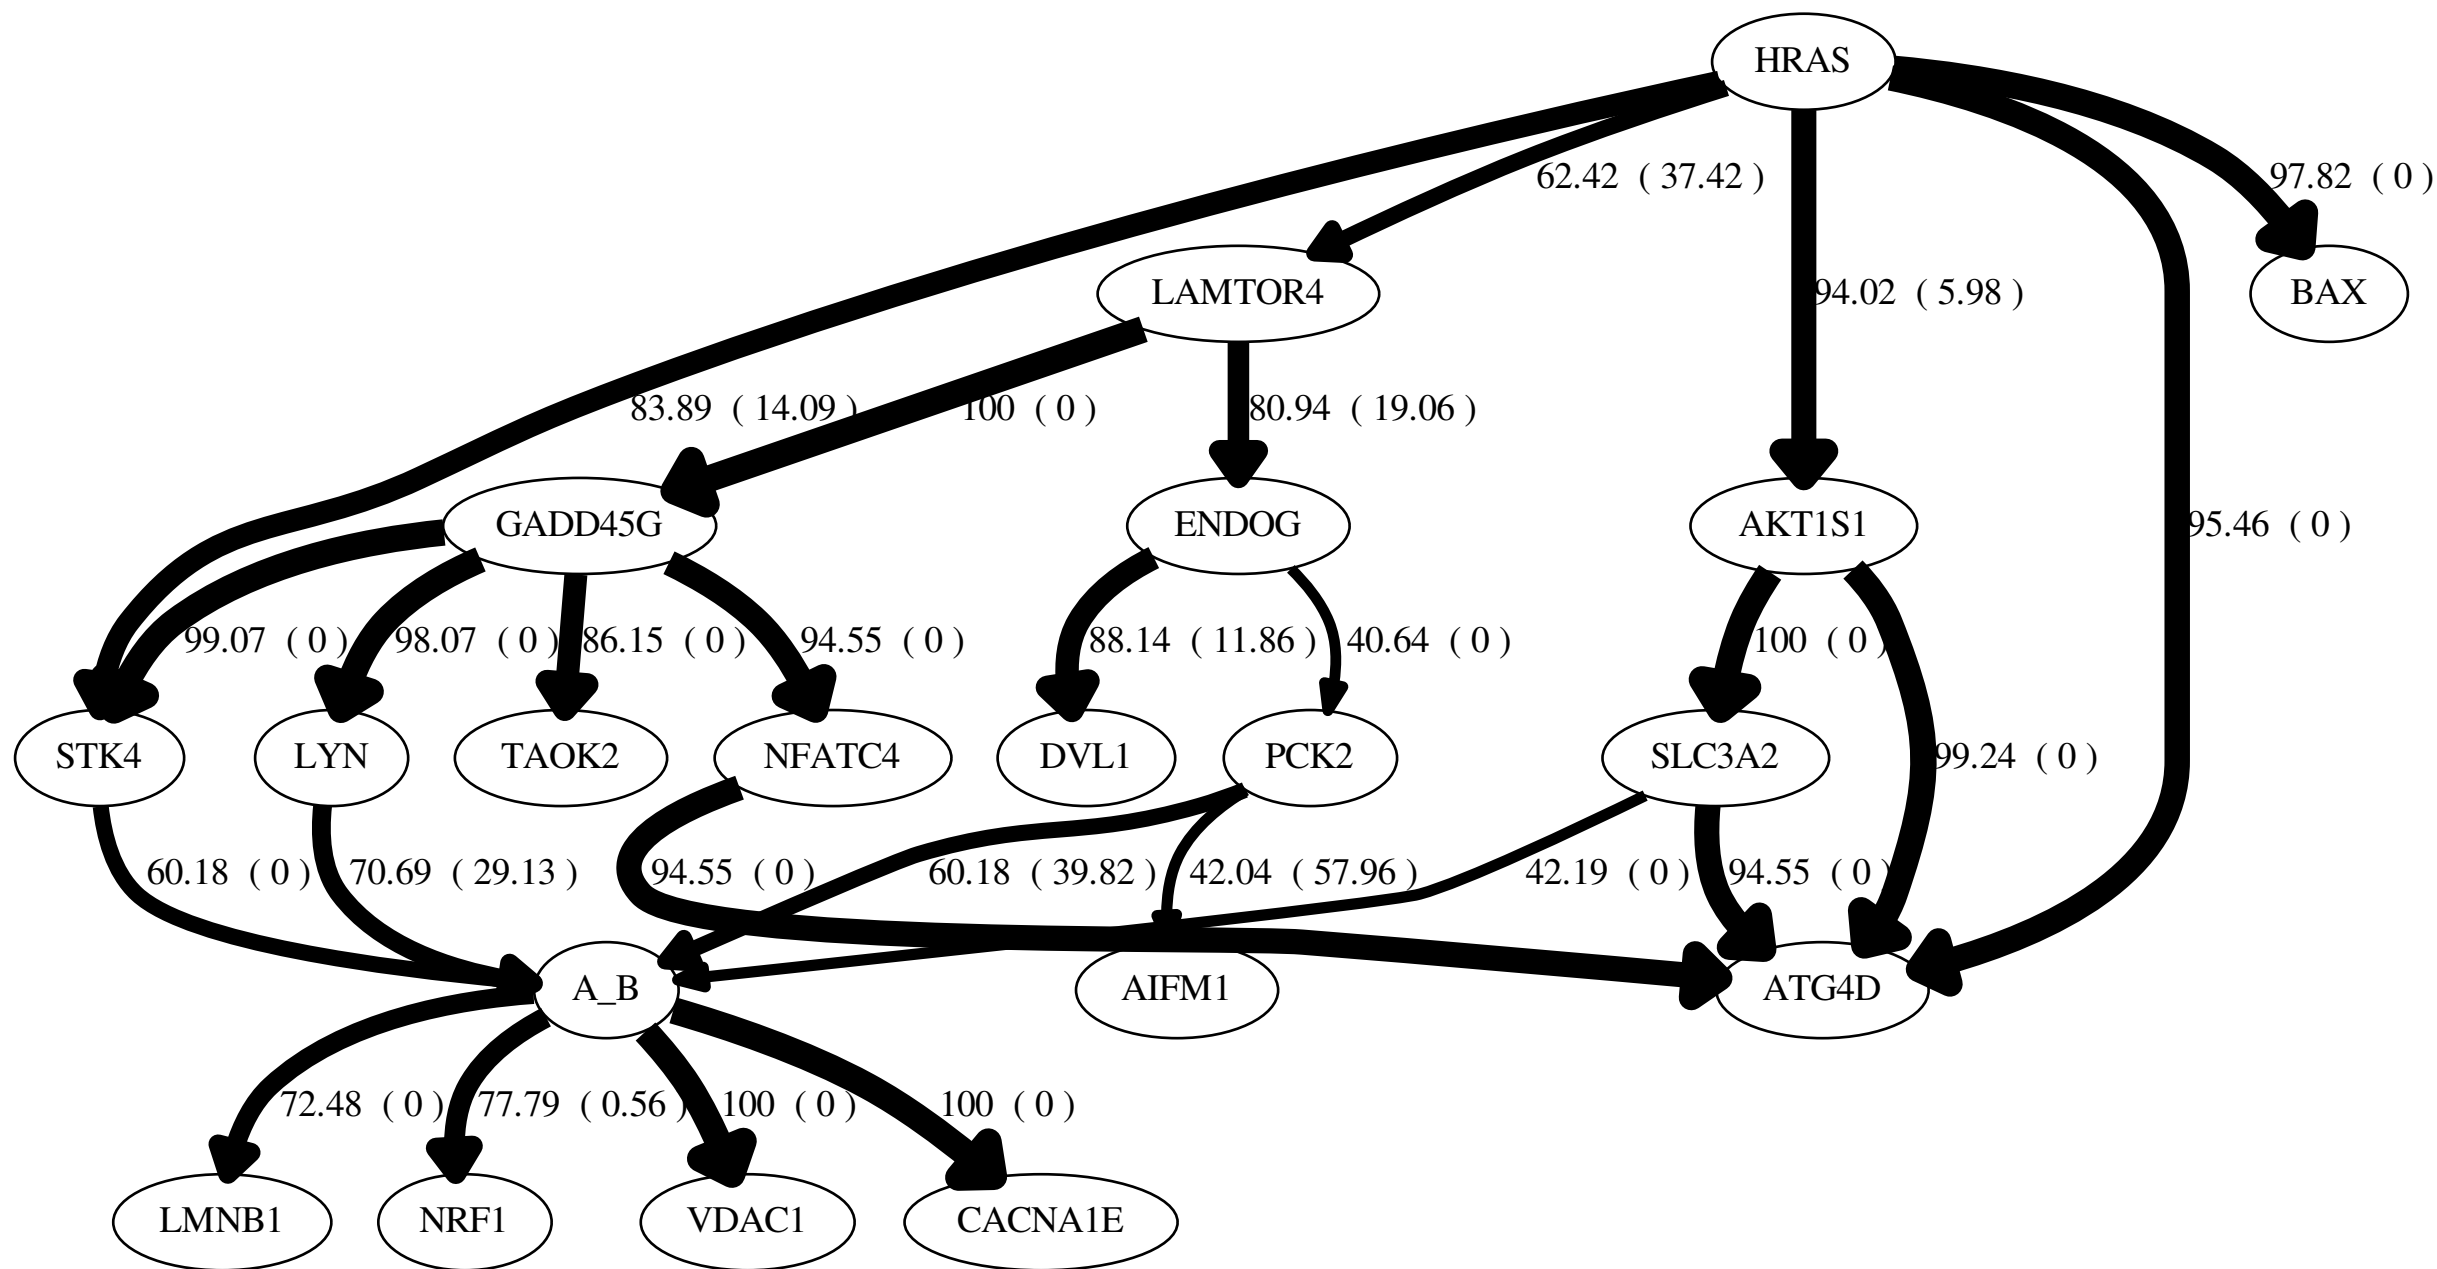 HRAS
62.42 ( 37.42 )
97.82 ( 0 )
LAMTOR4
94.02 ( 5.98 )
BAX
83.89 ( 14.09 )
100 ( 0 )
80.94 ( 19.06 )
GADD45G
ENDOG
AKT1S1
95.46 ( 0 )
99.07 ( 0 )
98.07 ( 0 )
86.15 ( 0 )
94.55 ( 0 )
88.14 ( 11.86 )
40.64 ( 0 )
100 ( 0 )
STK4
LYN
TAOK2
NFATC4
DVL1
PCK2
SLC3A2
99.24 ( 0 )
60.18 ( 0 )
70.69 ( 29.13 )
94.55 ( 0 )
60.18 ( 39.82 )
42.04 ( 57.96 )
42.19 ( 0 )
94.55 ( 0 )
A_B
AIFM1
ATG4D
72.48 ( 0 )
77.79 ( 0.56 )
100 ( 0 )
100 ( 0 )
LMNB1
NRF1
VDAC1
CACNA1E